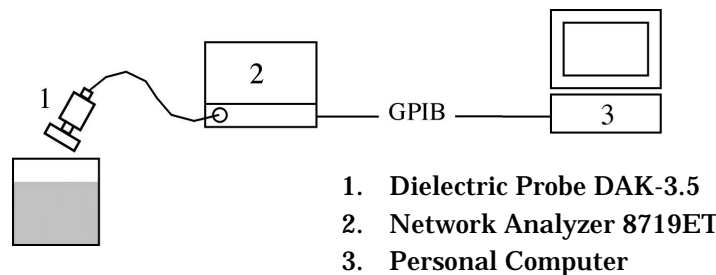 1
2
GPIB
3
1. Dielectric Probe DAK-3.5
2. Network Analyzer 8719ET
3. Personal Computer